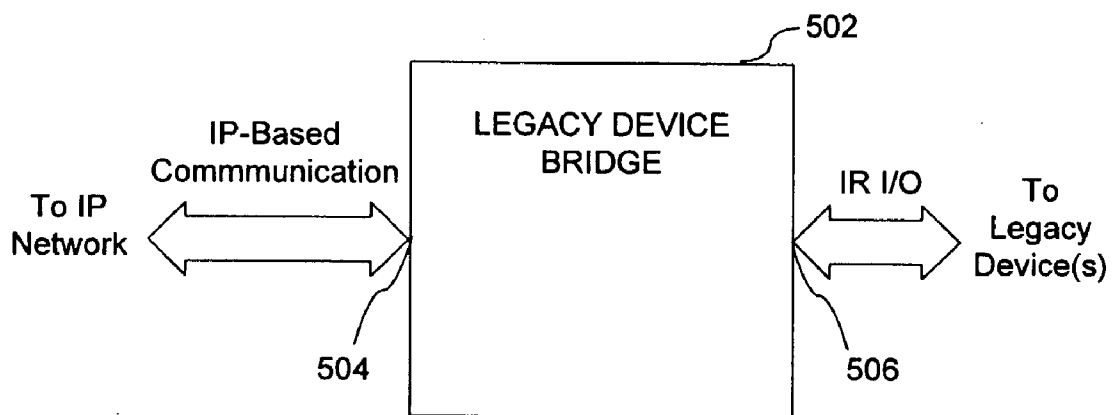 502
LEGACY DEVICE
BRIDGE
IP-Based
Commmunication
To IP
Network
IR I/O
To
Legacy
Device(s)
504
506